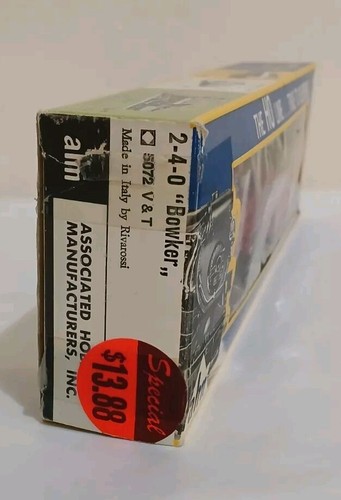 2-4-0 "Bowker„
5072 V & T
Made in Italy by Rivarossi
ahm
ASSOCIATED HOB
MANUFACTURERS, INC.
Special
$13.88
THE HO LINE